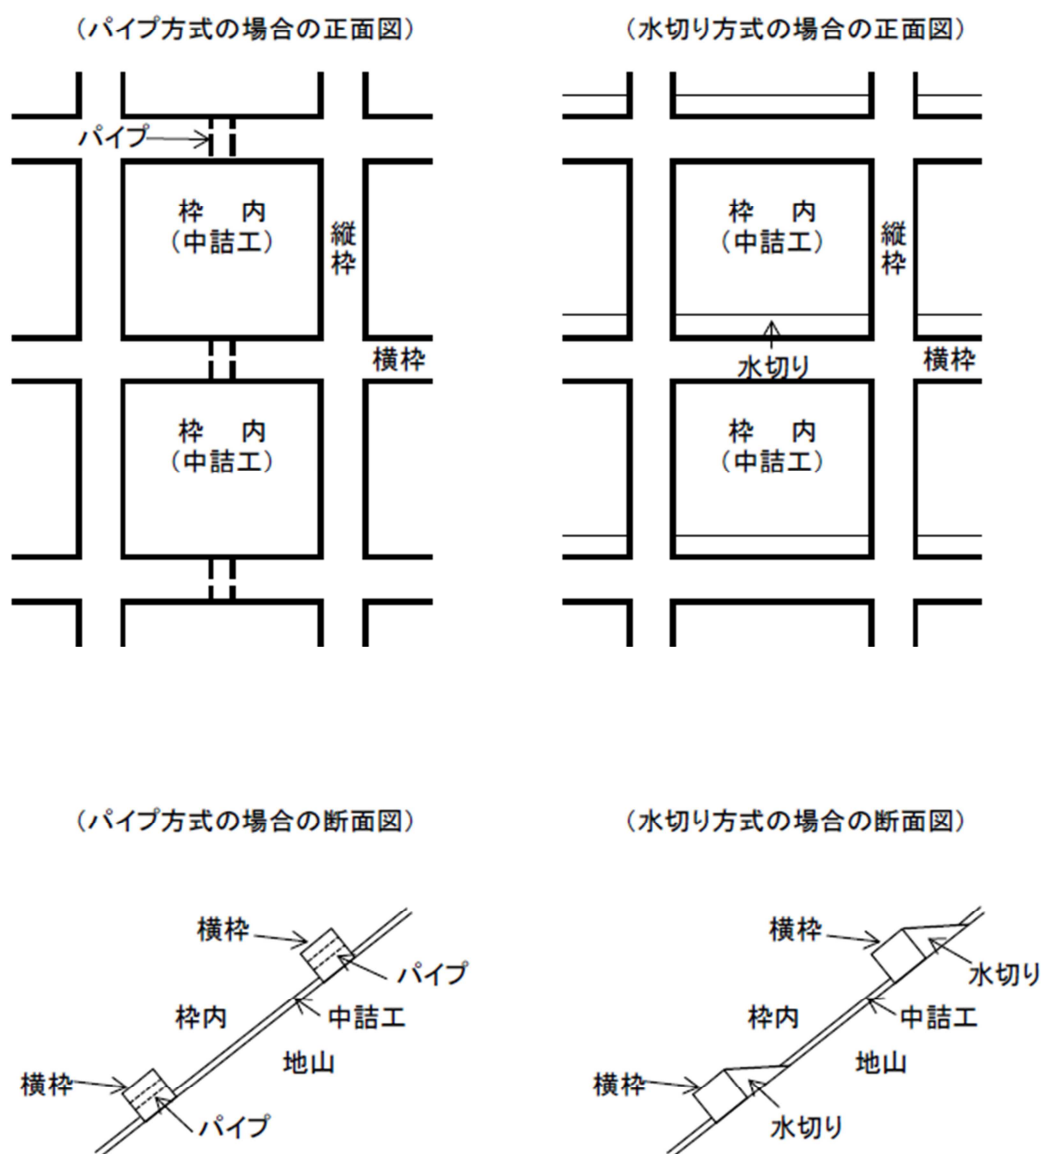 (パイプ方式の場合の正面図)
(水切り方式の場合の正面図)
パイプ
枠 内
(中詰工)
縦枠
横枠
枠 内
(中詰工)
枠 内
(中詰工)
縦枠
水切り
横枠
枠 内
(中詰工)
(パイプ方式の場合の断面図)
(水切り方式の場合の断面図)
横枠
パイプ
枠内
中詰工
地山
横枠
パイプ
横枠
水切り
枠内
中詰工
地山
横枠
水切り